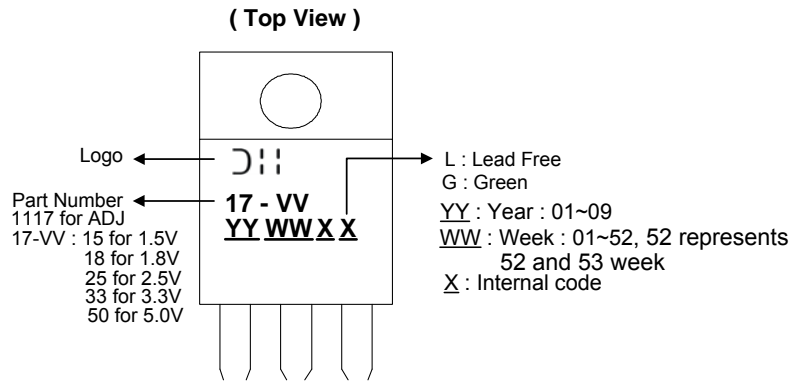 ( Top View )
Logo
17 - VV
YY WW X X
Part Number
1117 for ADJ
17-VV : 15 for 1.5V
18 for 1.8V
25 for 2.5V
33 for 3.3V
50 for 5.0V
L : Lead Free
G : Green
YY : Year : 01~09
WW : Week : 01~52, 52 represents
52 and 53 week
X : Internal code